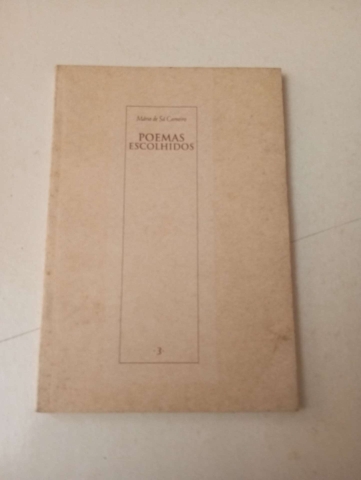 Mário de Sá-Carneiro
POEMAS
ESCOLHIDOS
· 3 ·